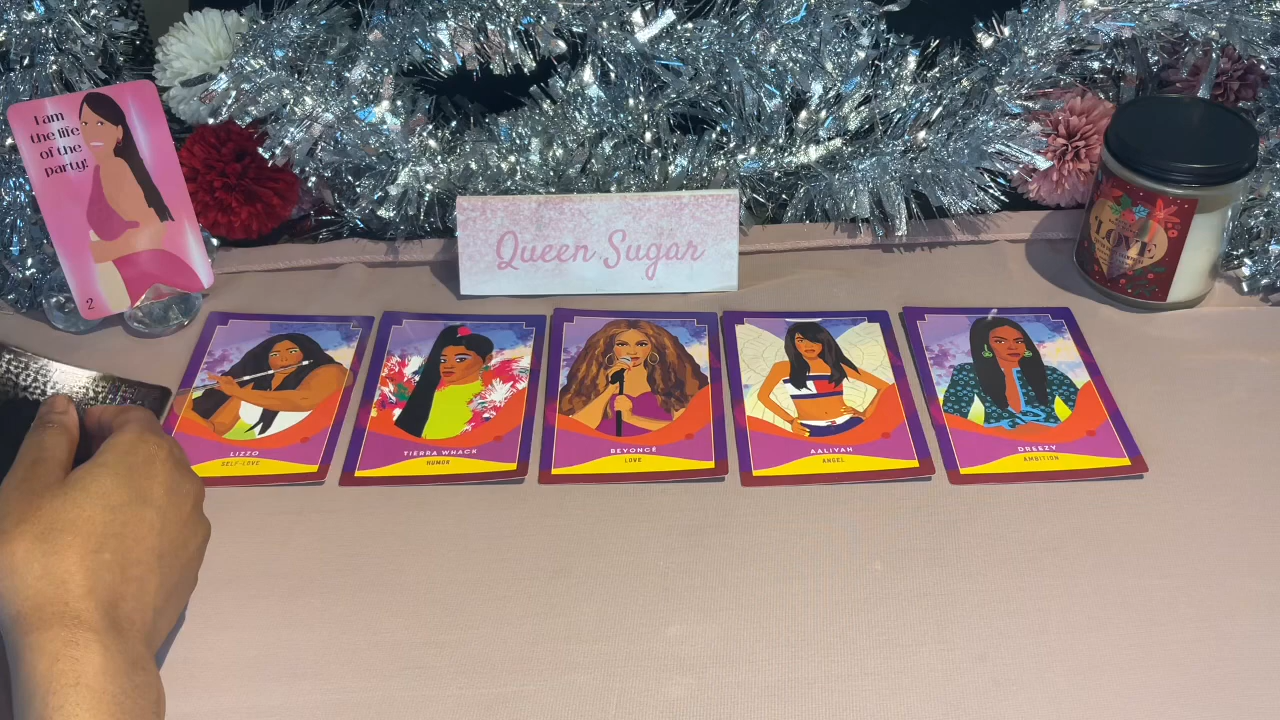 I am
the life
of the
party!
2
Queen Sugar
LOVE
LIZZO
SELF-LOVE
TIERRA WHACK
HUMOR
BEYONCÉ
LOVE
AALIYAH
ANGEL
DREEZY
AMBITION